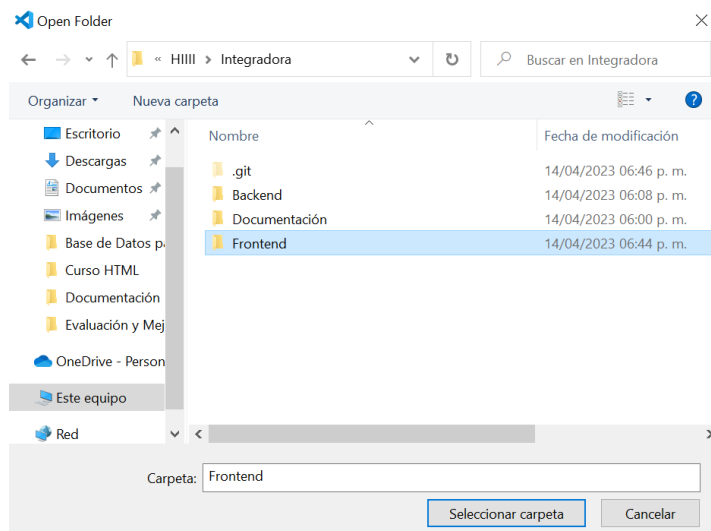 Open Folder
« HIIII > Integradora
Buscar en Integradora
Organizar
Nueva carpeta
Escritorio
Descargas
Documentos
Imágenes
Base de Datos pa
Curso HTML
Documentación
Evaluación y Mej
OneDrive - Person
Este equipo
Red
Nombre
Fecha de modificación
.git
14/04/2023 06:46 p. m.
Backend
14/04/2023 06:08 p. m.
Documentación
14/04/2023 06:00 p. m.
Frontend
14/04/2023 06:44 p. m.
Carpeta: Frontend
Seleccionar carpeta
Cancelar